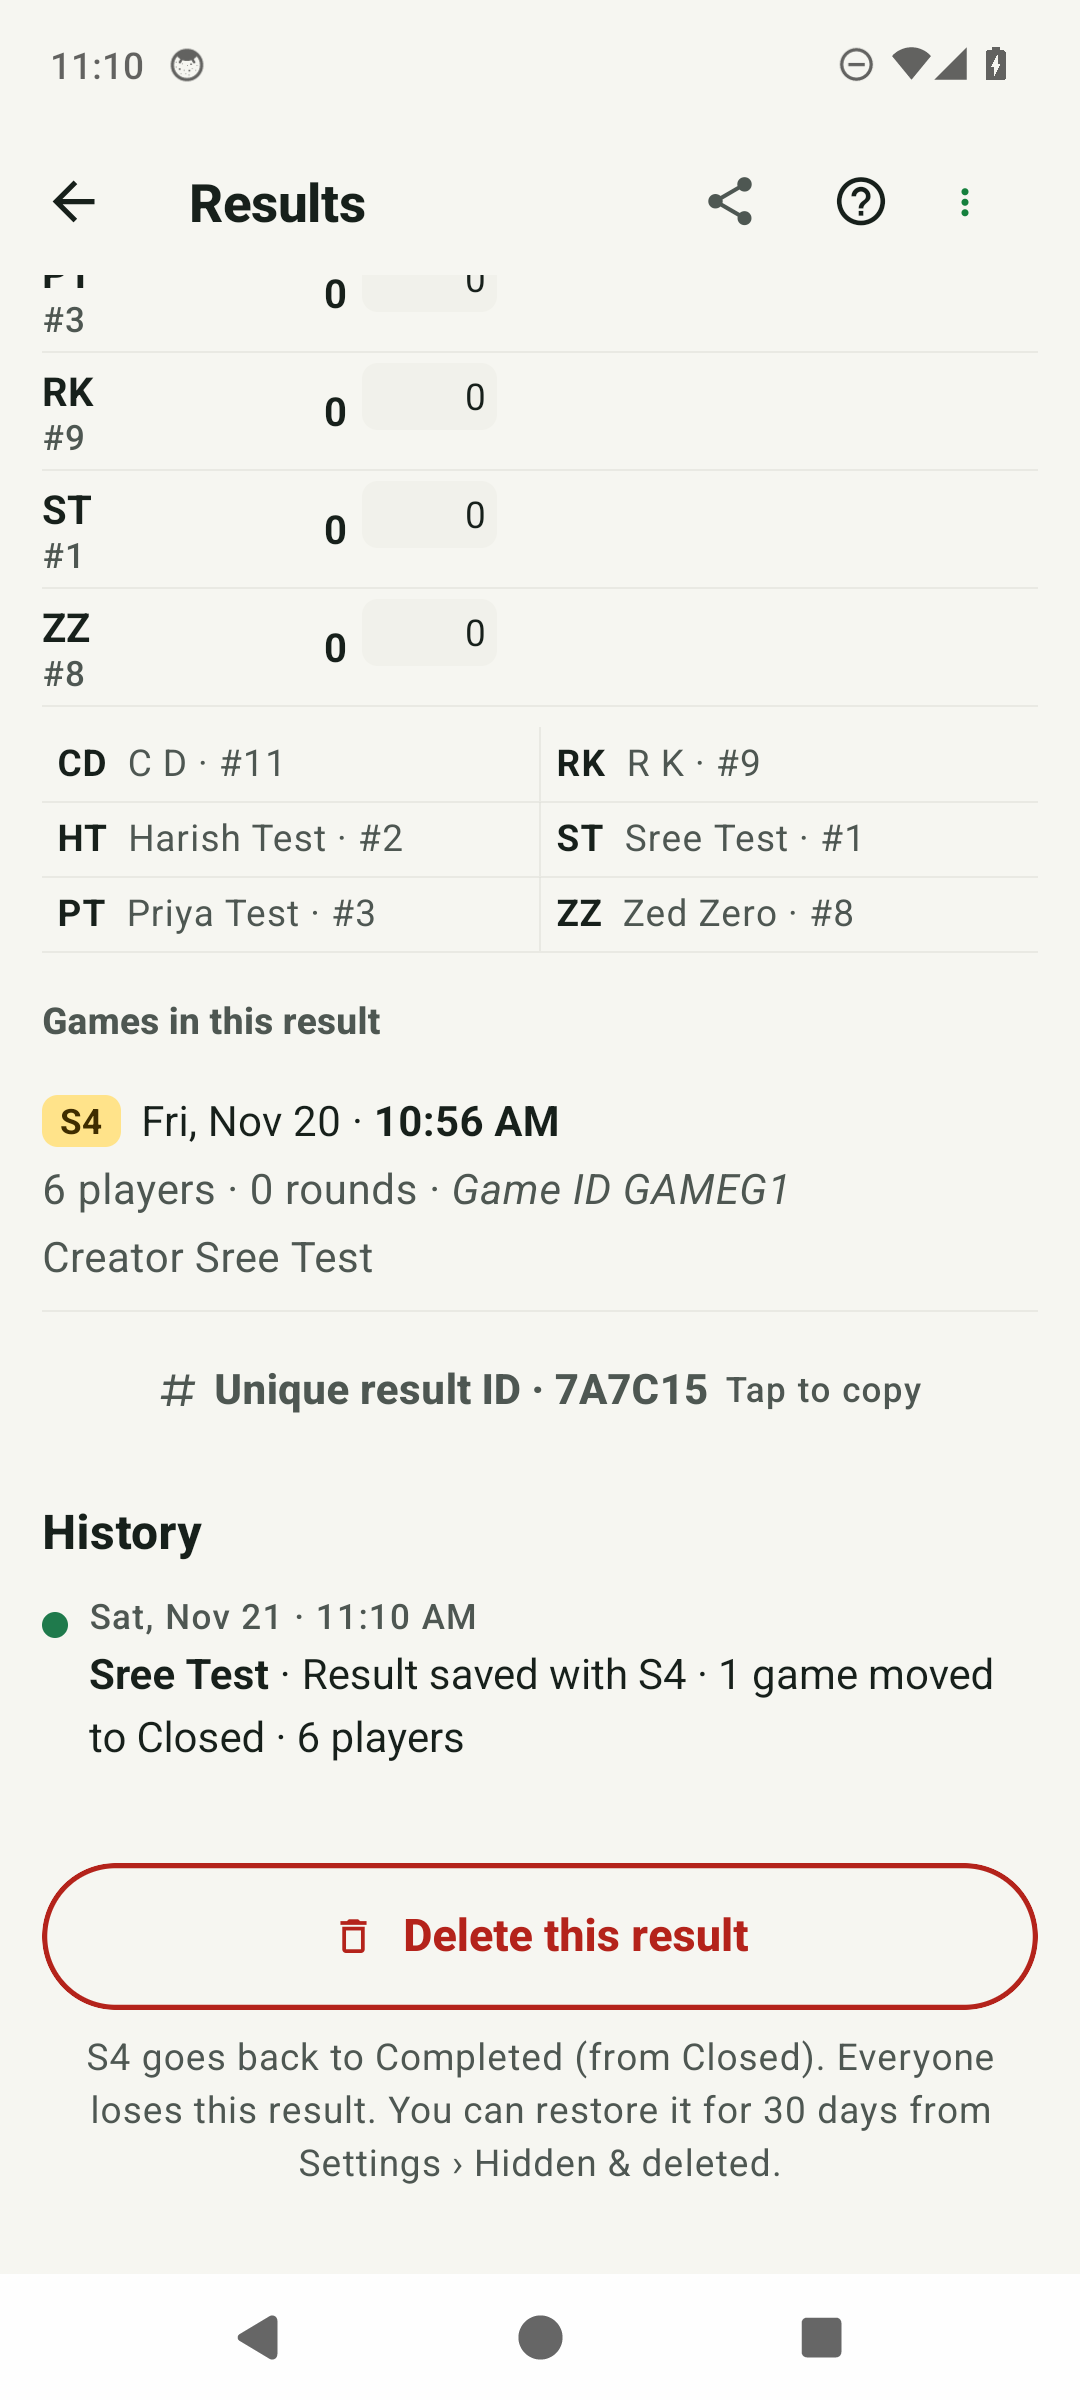 11:10
Results
0 0
#3
RK 0 0
#9
ST 0 0
#1
ZZ 0 0
#8
CD C D · #11 RK R K · #9
HT Harish Test · #2 ST Sree Test · #1
PT Priya Test · #3 ZZ Zed Zero · #8
Games in this result
S4 Fri, Nov 20 · 10:56 AM
6 players · 0 rounds · Game ID GAMEG1
Creator Sree Test
# Unique result ID · 7A7C15 Tap to copy
History
Sat, Nov 21 · 11:10 AM
Sree Test · Result saved with S4 · 1 game moved
to Closed · 6 players
Delete this result
S4 goes back to Completed (from Closed). Everyone
loses this result. You can restore it for 30 days from
Settings › Hidden & deleted.